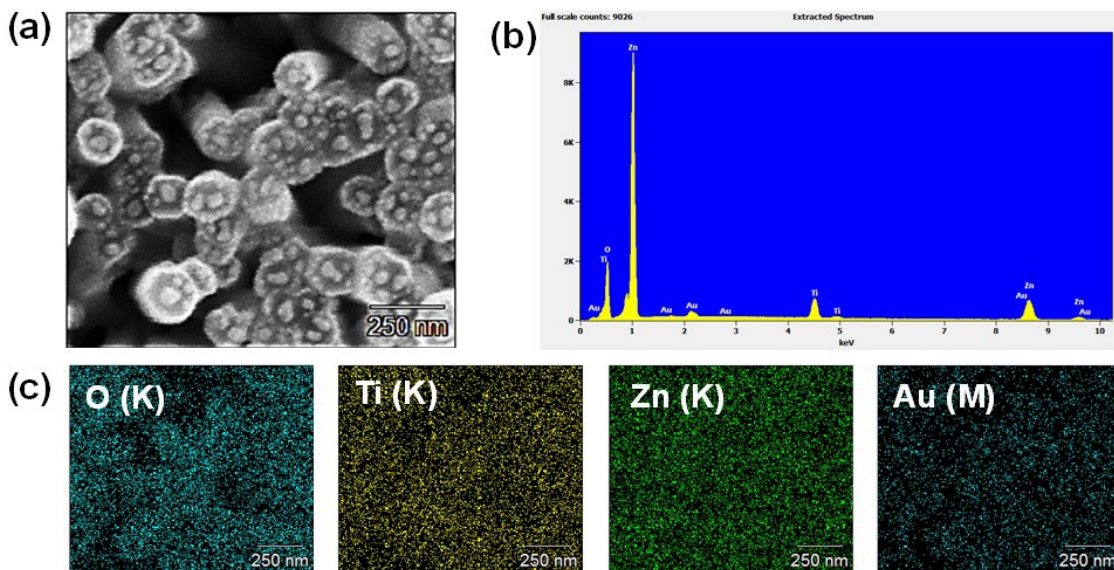 (a)
250 nm
(b)
Full scale counts: 9026
Extracted Spectrum
Zn
8K
6K
4K
2K
0
O
Ti
Au
Au
Au
Au
Ti
Ti
Zn
Au
Zn
Au
0 1 2 3 4 5 6 7 8 9 10
keV
(c)
O (K)
250 nm
Ti (K)
250 nm
Zn (K)
250 nm
Au (M)
250 nm